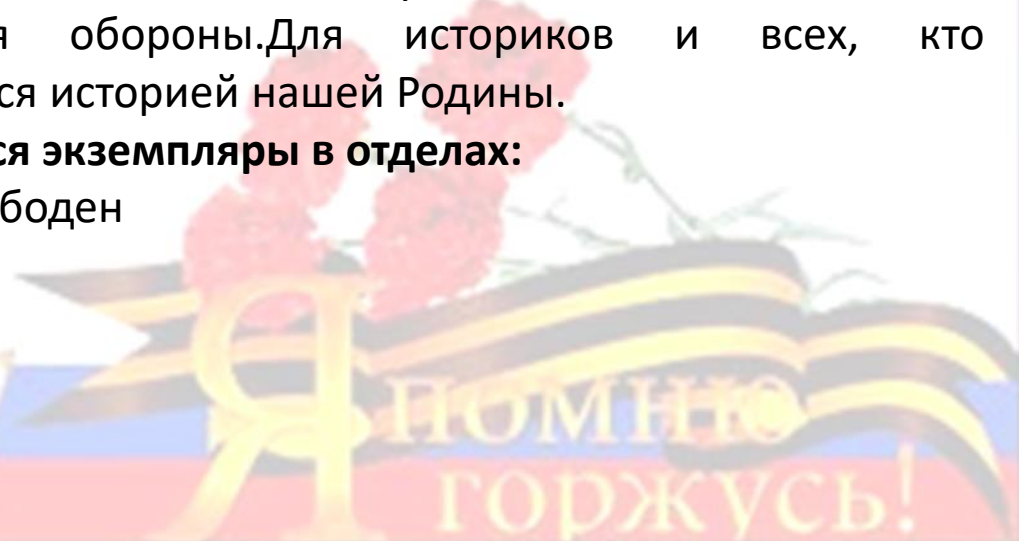 я обороны.Для историков и всех, кто
ся историей нашей Родины.
ся экземпляры в отделах:
боден
Я помню
горжусь!